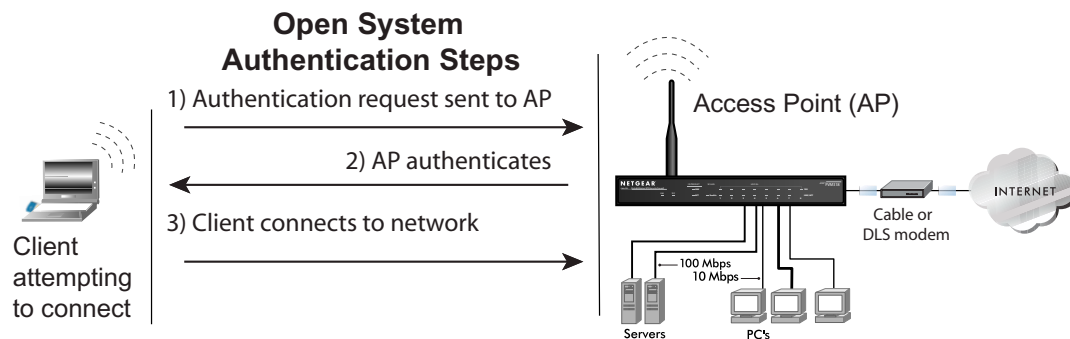 Open System
Authentication Steps
1) Authentication request sent to AP
2) AP authenticates
3) Client connects to network
Client
attempting
to connect
Access Point (AP)
NETGEAR
INTERNET
Cable or
DLS modem
100 Mbps
10 Mbps
Servers
PC's